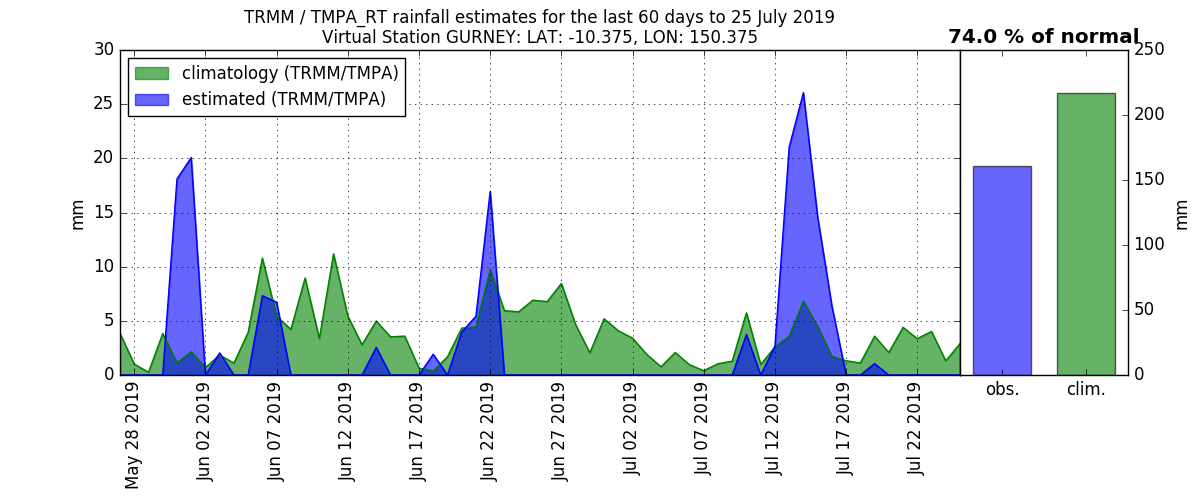 TRMM / TMPA_RT rainfall estimates for the last 60 days to 25 July 2019
Virtual Station GURNEY: LAT: -10.375, LON: 150.375
74.0 % of normal
climatology (TRMM/TMPA)
estimated (TRMM/TMPA)
30
25
20
15
10
5
0
mm
May 28 2019
Jun 02 2019
Jun 07 2019
Jun 12 2019
Jun 17 2019
Jun 22 2019
Jun 27 2019
Jul 02 2019
Jul 07 2019
Jul 12 2019
Jul 17 2019
Jul 22 2019
obs.
clim.
250
200
150
100
50
0
mm